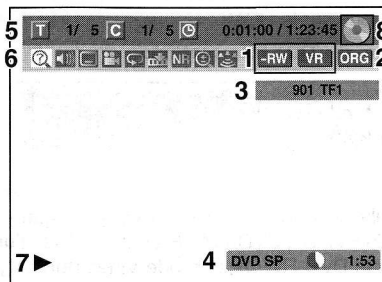 5 T 1/ 5 C 1/ 5 0:01:00 / 1:23:45 8
6 NR 1 -RW VR ORG 2
3 901 TF1
7 ▶ 4 DVD SP 1:53